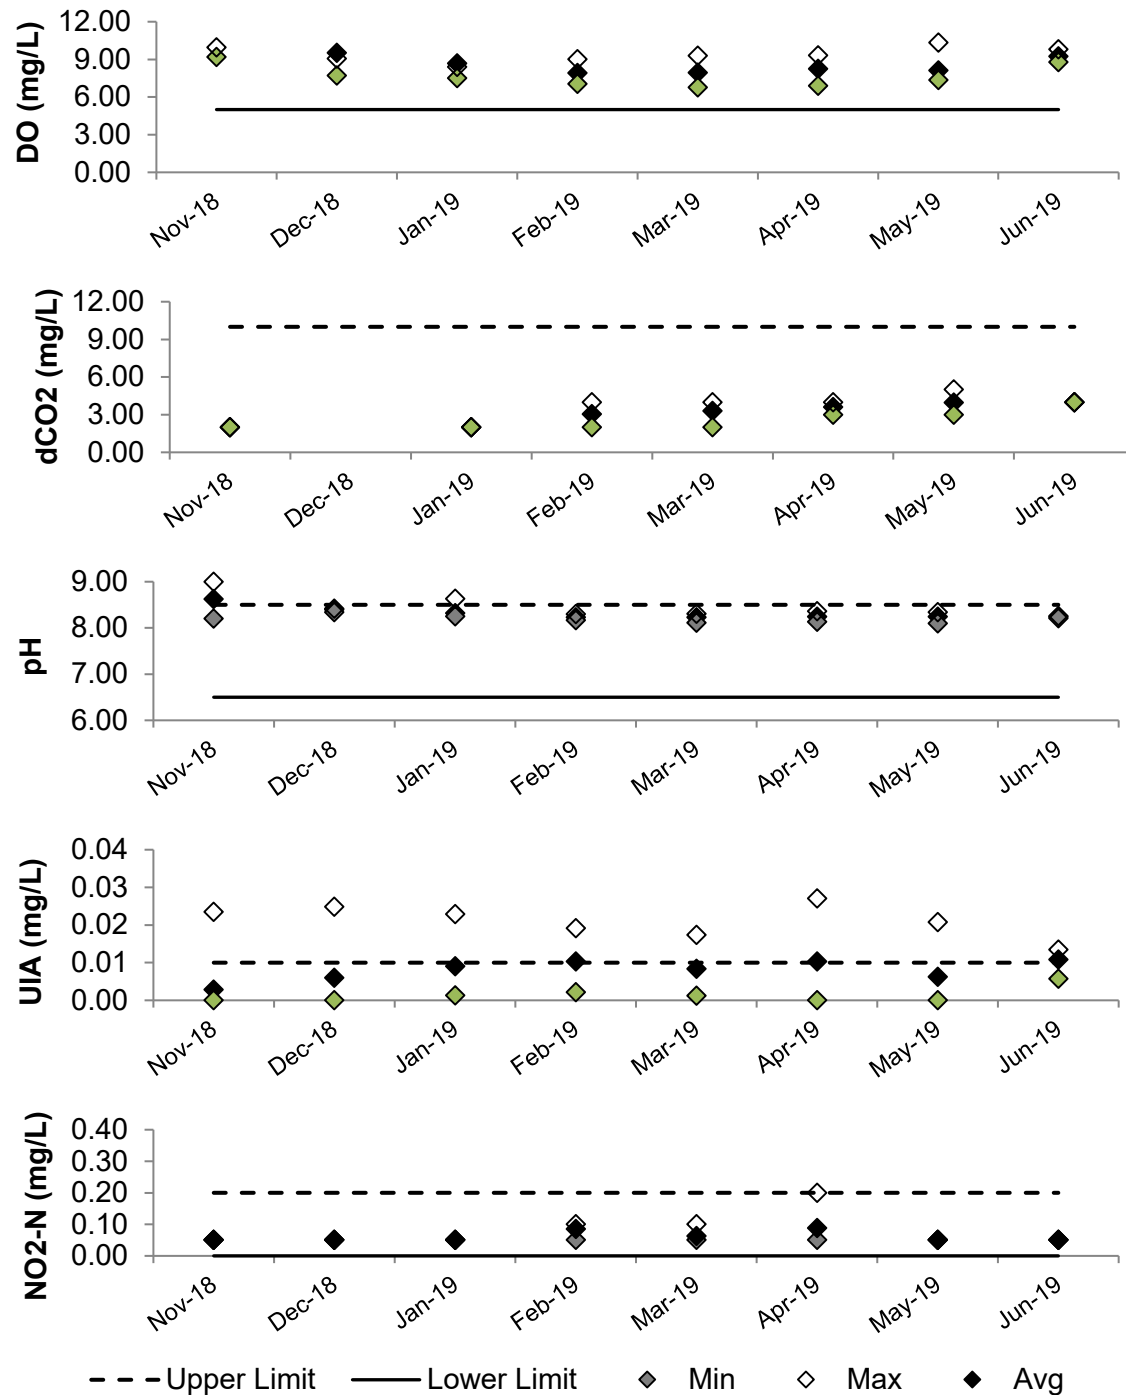 DO (mg/L)
12.00
9.00
6.00
3.00
0.00
Nov-18 Dec-18 Jan-19 Feb-19 Mar-19 Apr-19 May-19 Jun-19
dCO2 (mg/L)
12.00
9.00
6.00
3.00
0.00
Nov-18 Dec-18 Jan-19 Feb-19 Mar-19 Apr-19 May-19 Jun-19
pH
9.00
8.00
7.00
6.00
Nov-18 Dec-18 Jan-19 Feb-19 Mar-19 Apr-19 May-19 Jun-19
UIA (mg/L)
0.04
0.03
0.02
0.01
0.00
Nov-18 Dec-18 Jan-19 Feb-19 Mar-19 Apr-19 May-19 Jun-19
NO2-N (mg/L)
0.40
0.30
0.20
0.10
0.00
Nov-18 Dec-18 Jan-19 Feb-19 Mar-19 Apr-19 May-19 Jun-19
Upper Limit Lower Limit Min Max Avg